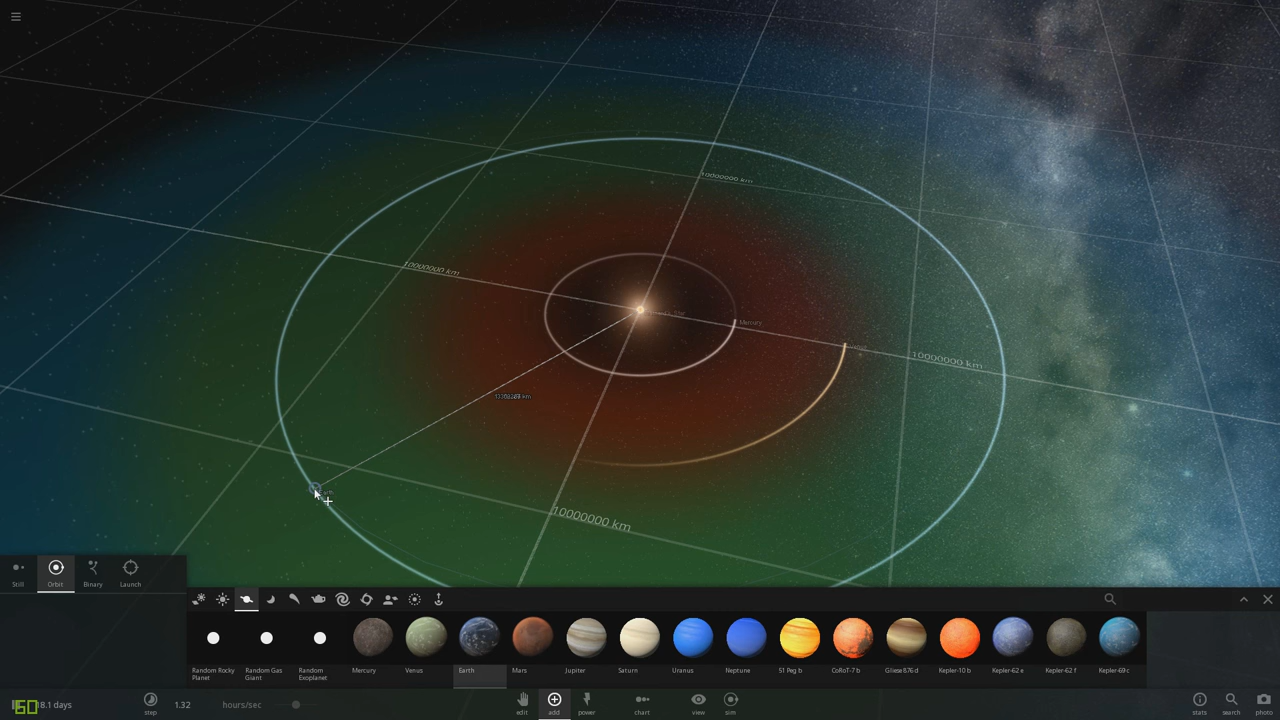 10000000 km
10000000 km
Mercury
10000000 km
10000000 km
Still
Orbit
Binary
Launch
Random Rocky Planet
Random Gas Giant
Random Exoplanet
Mercury
Venus
Earth
Mars
Jupiter
Saturn
Uranus
Neptune
51 Peg b
CoRoT-7 b
Gliese 876 d
Kepler-10 b
Kepler-62 e
Kepler-62 f
Kepler-69 c
60
8.1 days
step
1.32
hours/sec
edit
add
power
chart
view
sim
stats
search
photo